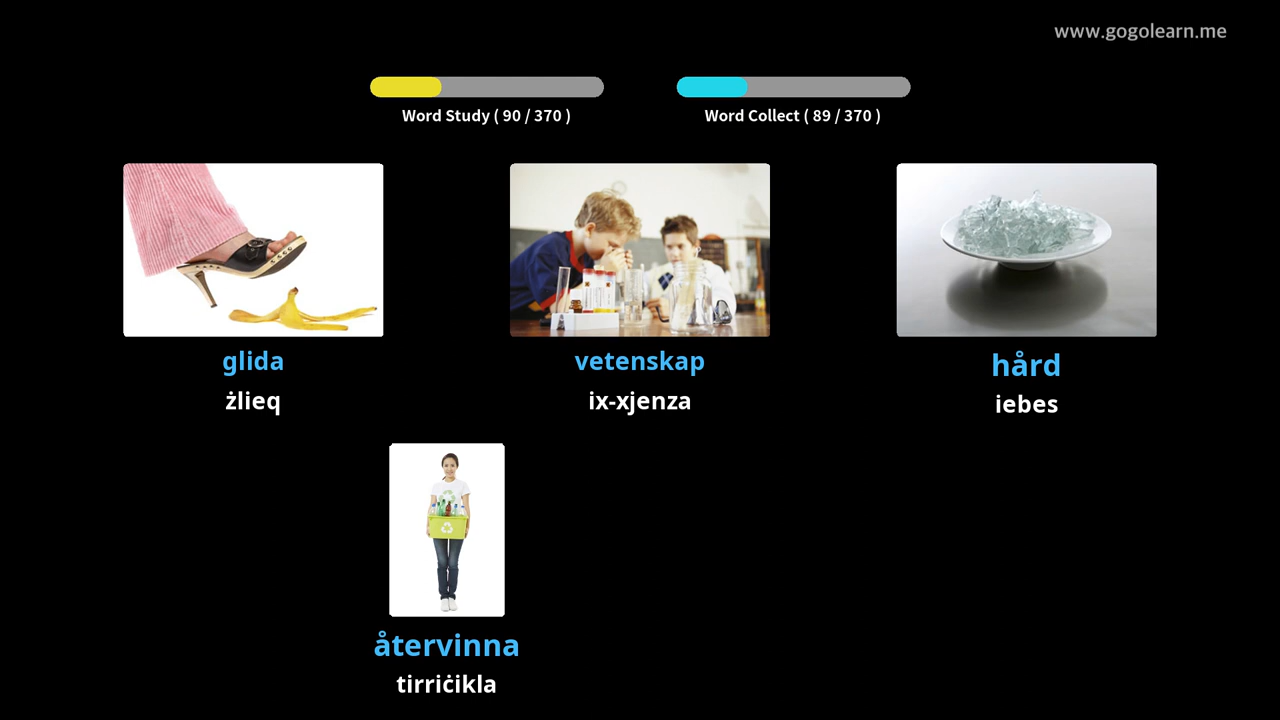 www.gogolearn.me
Word Study ( 90 / 370 )
Word Collect ( 89 / 370 )
glida
żlieq
vetenskap
ix-xjenza
hård
iebes
återvinna
tirriċikla